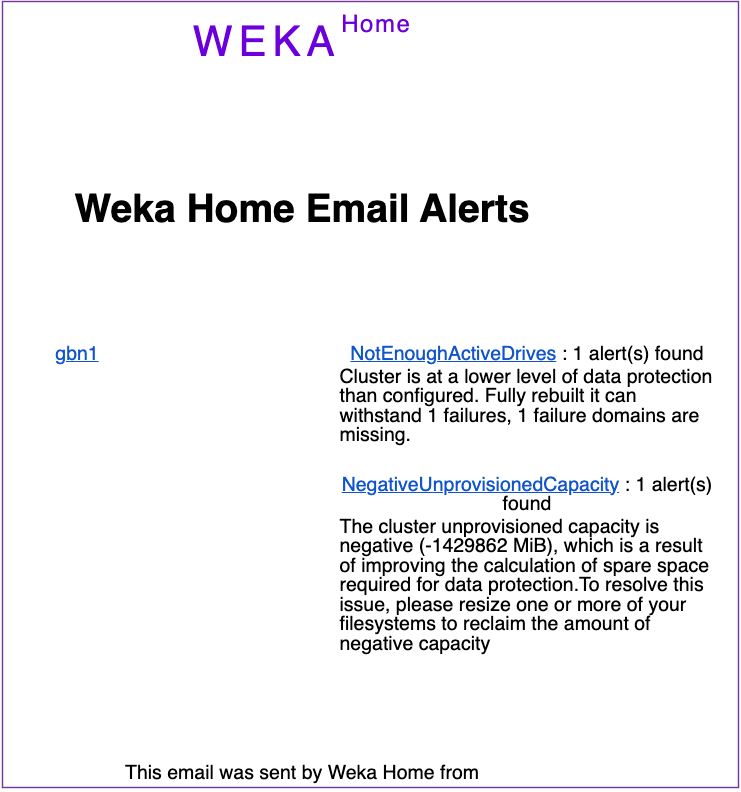 WEKA Home
Weka Home Email Alerts
gbn1
NotEnoughActiveDrives : 1 alert(s) found
Cluster is at a lower level of data protection
than configured. Fully rebuilt it can
withstand 1 failures, 1 failure domains are
missing.
NegativeUnprovisionedCapacity : 1 alert(s)
found
The cluster unprovisioned capacity is
negative (-1429862 MiB), which is a result
of improving the calculation of spare space
required for data protection.To resolve this
issue, please resize one or more of your
filesystems to reclaim the amount of
negative capacity
This email was sent by Weka Home from